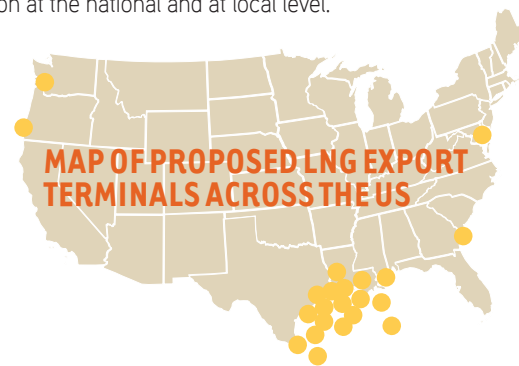 on at the national and at local level.
MAP OF PROPOSED LNG EXPORT
TERMINALS ACROSS THE US